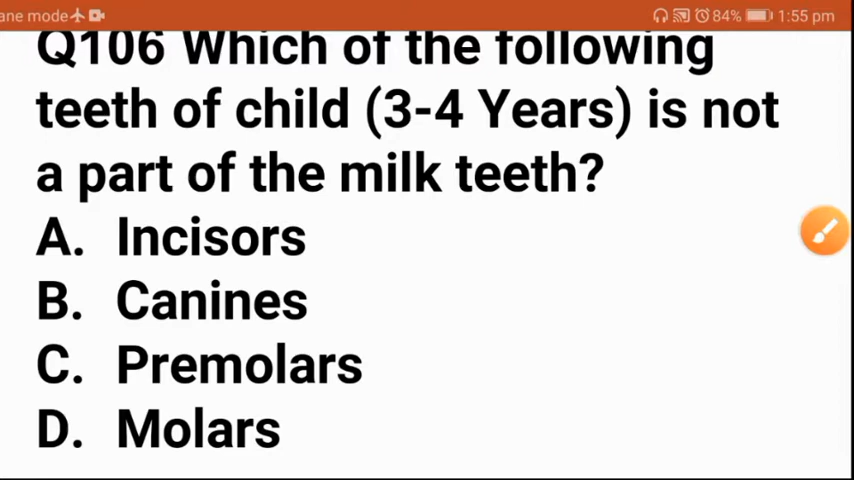 ane mode 84% 1:55 pm
Q106 Which of the following
teeth of child (3-4 Years) is not
a part of the milk teeth?
A. Incisors
B. Canines
C. Premolars
D. Molars